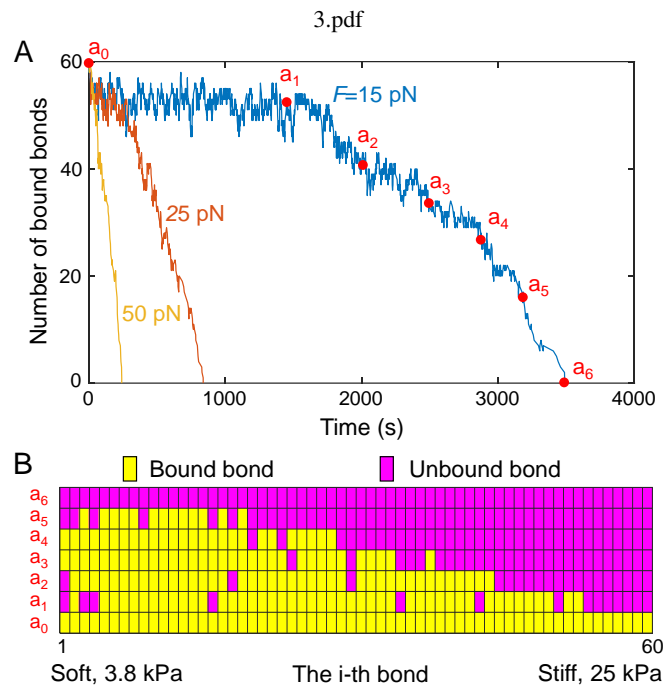 3.pdf
A
60
40
20
0
Number of bound bonds
a0
a1
F=15 pN
a2
a3
a4
a5
a6
25 pN
50 pN
0 1000 2000 3000 4000
Time (s)
B
Bound bond Unbound bond
a6
a5
a4
a3
a2
a1
a0
1 60
Soft, 3.8 kPa The i-th bond Stiff, 25 kPa